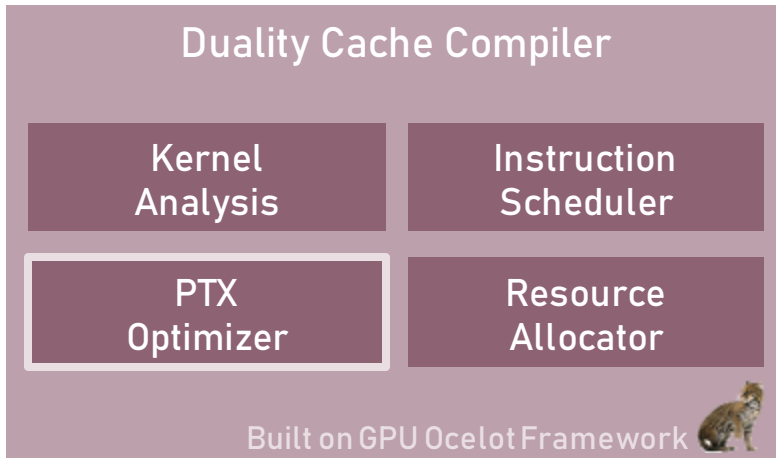 Duality Cache Compiler
Kernel
Analysis
Instruction
Scheduler
PTX
Optimizer
Resource
Allocator
Built on GPU Ocelot Framework